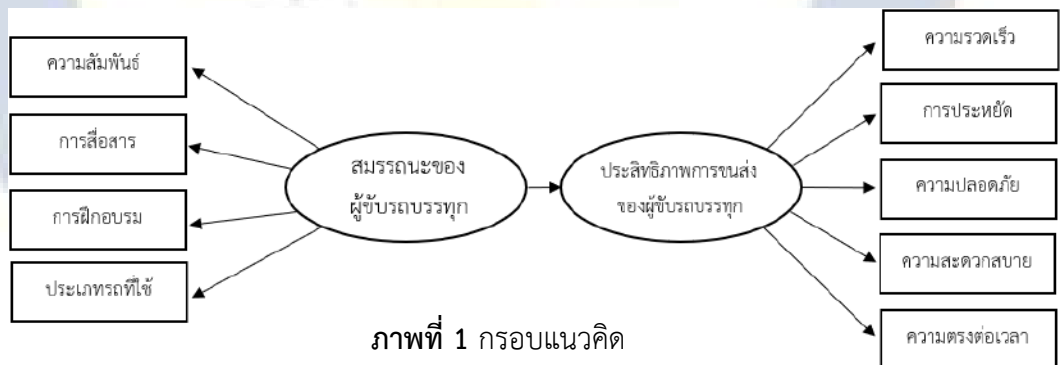 ความสัมพันธ์
การสื่อสาร
การฝึกอบรม
ประเภทรถที่ใช้
สมรรถนะของ
ผู้ขับรถบรรทุก
ประสิทธิภาพการขนส่ง
ของผู้ขับรถบรรทุก
ความรวดเร็ว
การประหยัด
ความปลอดภัย
ความสะดวกสบาย
ความตรงต่อเวลา
ภาพที่ 1 กรอบแนวคิด